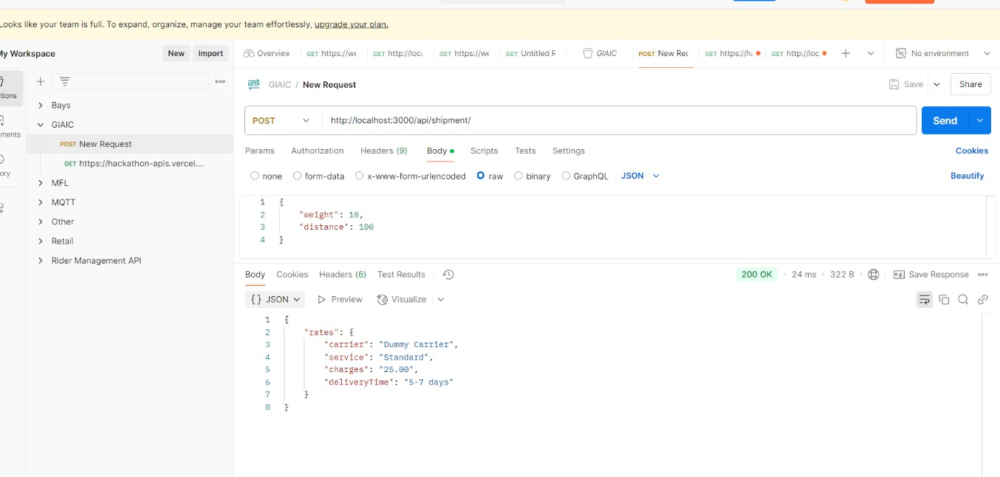 Looks like your team is full. To expand, organize, manage your team effortlessly, upgrade your plan.
My Workspace New Import
Overview GET https://we GET http://loc GET https://we GET Untitled R GIAIC POST New Rec GET https://h GET http://loc No environment
GIAIC / New Request Save Share
Bays
GIAIC
POST New Request
GET https://hackathon-apis.vercel....
MFL
MQTT
Other
Retail
Rider Management API
POST http://localhost:3000/api/shipment/ Send
Params Authorization Headers (9) Body Scripts Tests Settings Cookies
none form-data x-www-form-urlencoded raw binary GraphQL JSON Beautify
1 {
2 "weight": 10,
3 "distance": 100
4 }
Body Cookies Headers (6) Test Results 200 OK • 24 ms • 322 B • e.g. Save Response
{} JSON Preview Visualize
1 {
2 "rates": {
3 "carrier": "Dummy Carrier",
4 "service": "Standard",
5 "charges": "25.00",
6 "deliveryTime": "5-7 days"
7 }
8 }